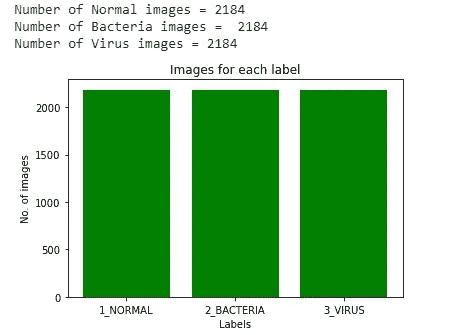 Number of Normal images = 2184
Number of Bacteria images =  2184
Number of Virus images = 2184
Images for each label
2000
1500
1000
500
0
No. of images
1_NORMAL 2_BACTERIA 3_VIRUS
Labels